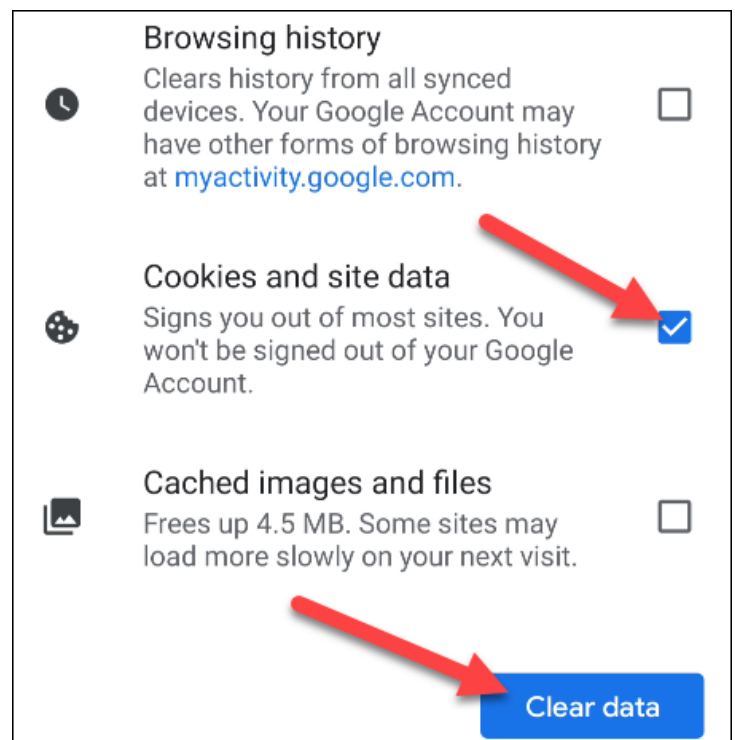 Browsing history
Clears history from all synced
devices. Your Google Account may
have other forms of browsing history
at myactivity.google.com.
Cookies and site data
Signs you out of most sites. You
won't be signed out of your Google
Account.
Cached images and files
Frees up 4.5 MB. Some sites may
load more slowly on your next visit.
Clear data